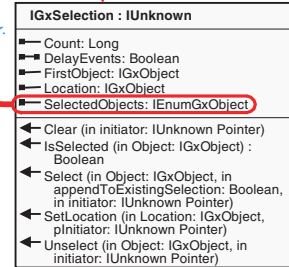 IGxSelection : IUnknown
r.
Count: Long
DelayEvents: Boolean
FirstObject: IGxObject
Location: IGxObject
SelectedObjects: IEnumGxObject
Clear (in initiator: IUnknown Pointer)
IsSelected (in Object: IGxObject) :
Boolean
Select (in Object: IGxObject, in
appendToExistingSelection: Boolean,
in initiator: IUnknown Pointer)
SetLocation (in Location: IGxObject,
pInitiator: IUnknown Pointer)
Unselect (in Object: IGxObject, in
initiator: IUnknown Pointer)